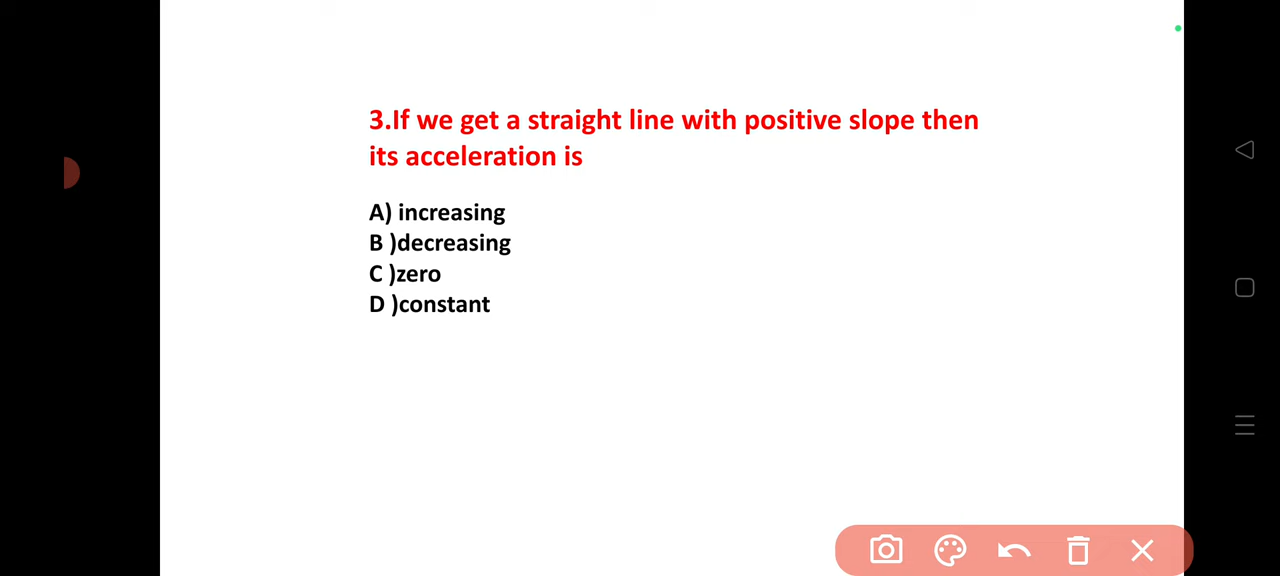 3.If we get a straight line with positive slope then
its acceleration is
A) increasing
B )decreasing
C )zero
D )constant